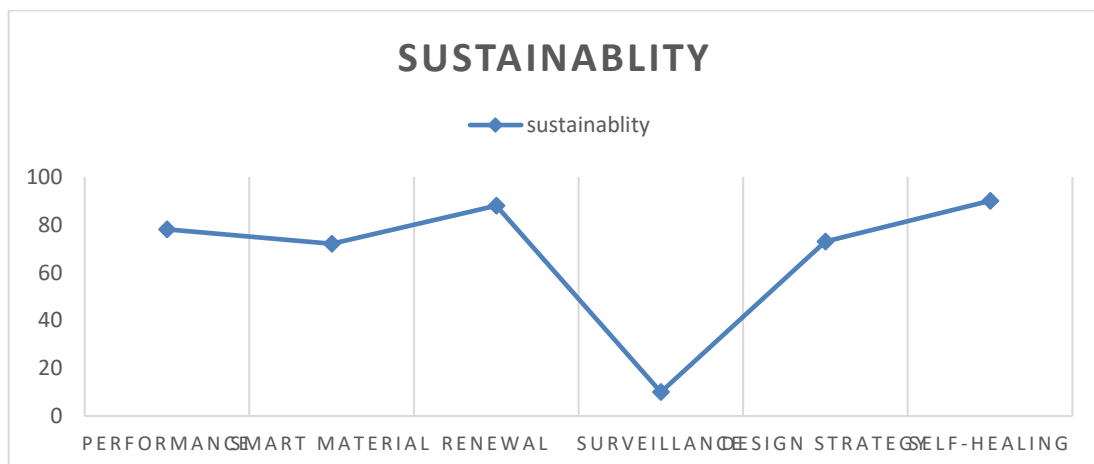 SUSTAINABLITY
sustainablity
100
80
60
40
20
0
PERFORMANCE SMART MATERIAL RENEWAL SURVEILLANCE DESIGN STRATEGY SELF-HEALING